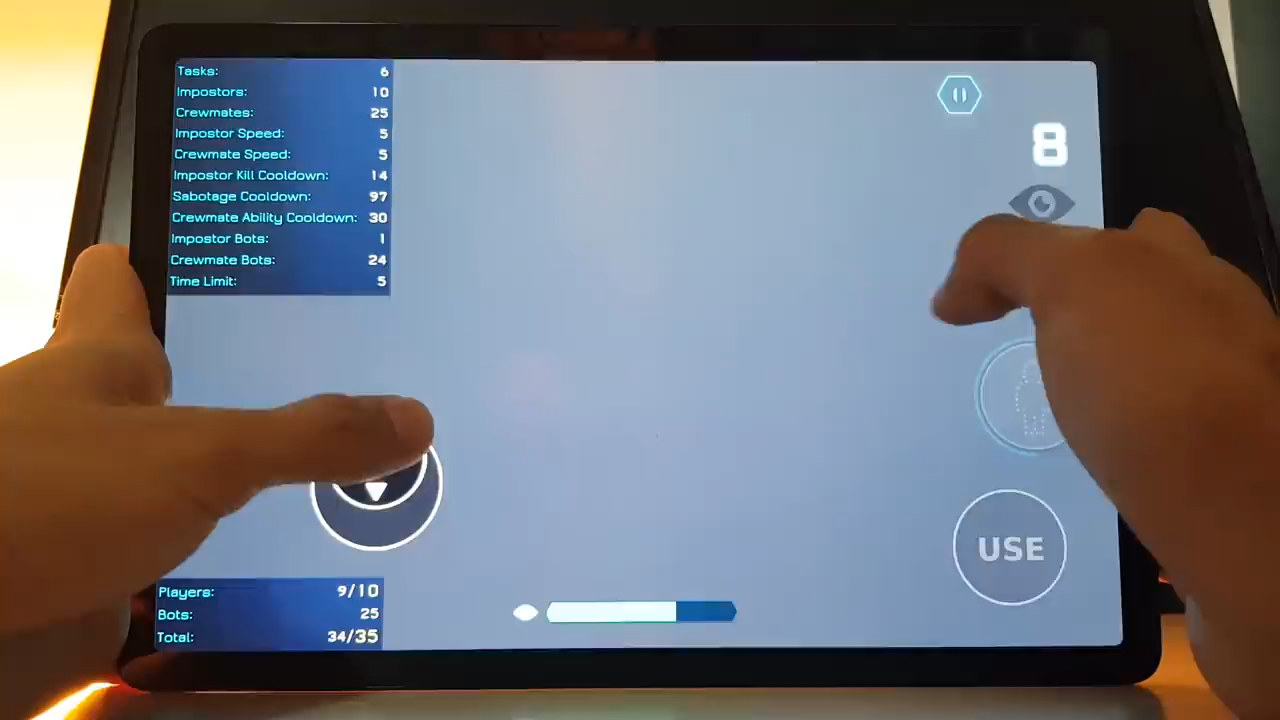 Tasks: 6
Impostors: 10
Crewmates: 25
Impostor Speed: 5
Crewmate Speed: 5
Impostor Kill Cooldown: 14
Sabotage Cooldown: 97
Crewmate Ability Cooldown: 30
Impostor Bots: 1
Crewmate Bots: 24
Time Limit: 5
8
USE
Players: 9/10
Bots: 25
Total: 34/35